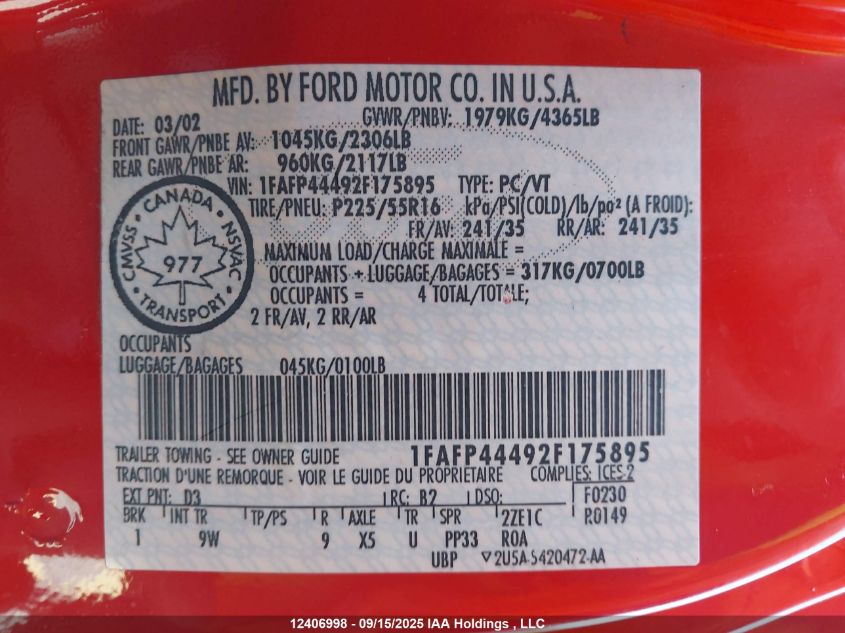 MFD. BY FORD MOTOR CO. IN U.S.A.
DATE: 03/02 GVWR/PNBV: 1979KG/4365LB
FRONT GAWR/PNBE AV: 1045KG/2306LB
REAR GAWR/PNBE AR: 960KG/2117LB
VIN: 1FAFP44492F175895 TYPE: PC/VT
TIRE/PNEU: P225/55R16 kPa/PSI(COLD)/lb/po² (A FROID):
FR/AV: 241/35 RR/AR: 241/35
MAXIMUM LOAD/CHARGE MAXIMALE =
OCCUPANTS + LUGGAGE/BAGAGES = 317KG/0700LB
OCCUPANTS = 4 TOTAL/TOTALE;
2 FR/AV, 2 RR/AR
CANADA
CMVSS NSVAC
977
TRANSPORT
OCCUPANTS
LUGGAGE/BAGAGES 045KG/0100LB
TRAILER TOWING - SEE OWNER GUIDE 1FAFP44492F175895
TRACTION D'UNE REMORQUE - VOIR LE GUIDE DU PROPRIETAIRE COMPLIES: ICES-2
EXT PNT: D3 RC: B2 DSO: F0230
BRK INT TR TP/PS R AXLE TR SPR 2ZE1C R0149
1 9W 9 X5 U PP33 ROA
UBP 2U5A-5420472-AA
12406998 - 09/15/2025 IAA Holdings , LLC